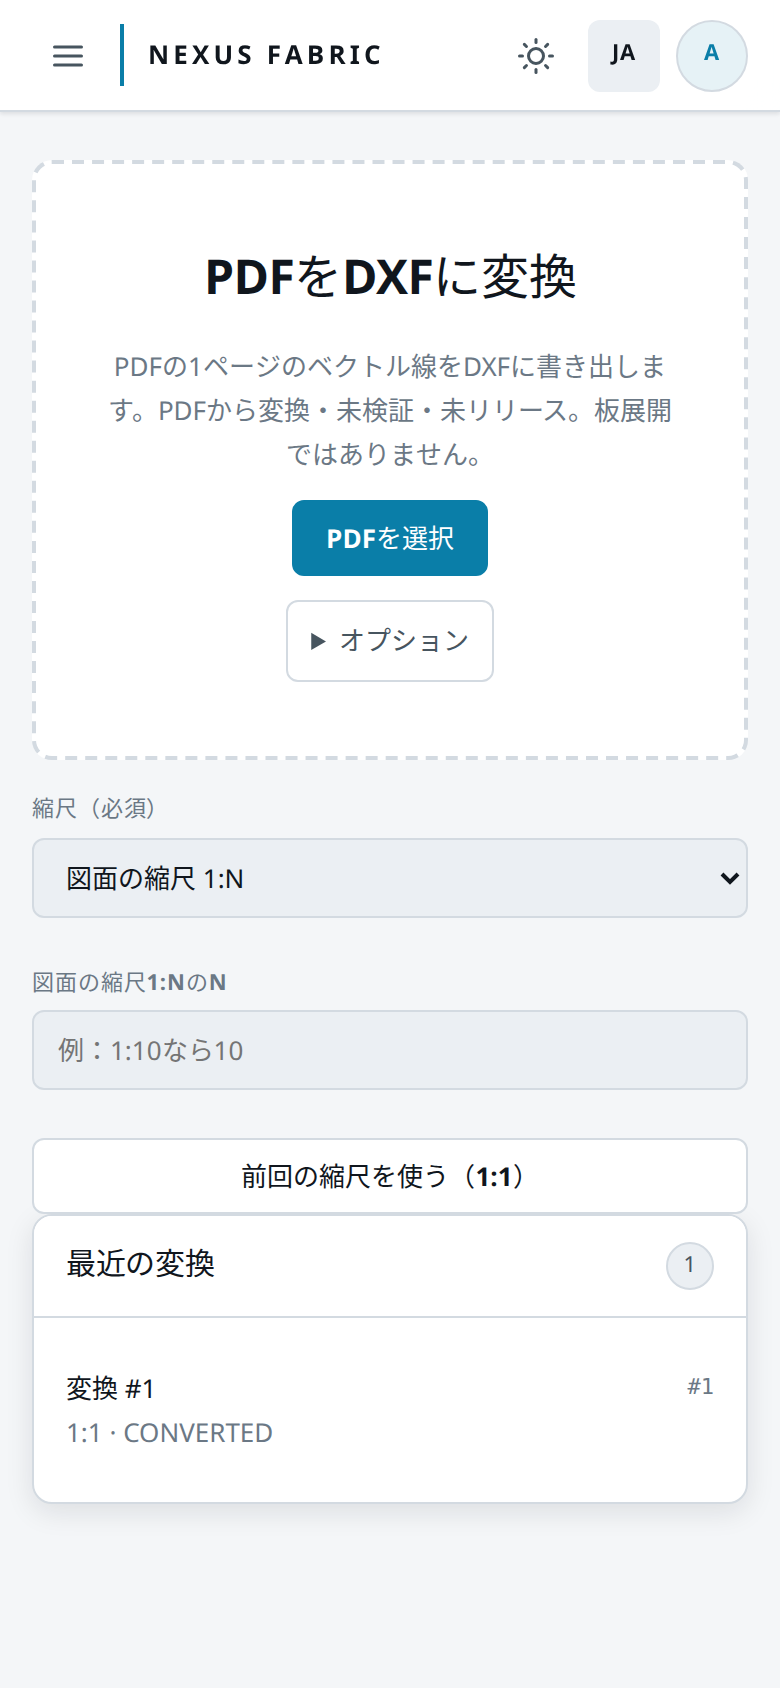 NEXUS FABRIC
JA
A
PDFをDXFに変換
PDFの1ページのベクトル線をDXFに書き出しま
す。PDFから変換・未検証・未リリース。板展開
ではありません。
PDFを選択
▶ オプション
縮尺（必須）
図面の縮尺 1:N
図面の縮尺1:NのN
例：1:10なら10
前回の縮尺を使う（1:1）
最近の変換
1
変換 #1
#1
1:1 · CONVERTED